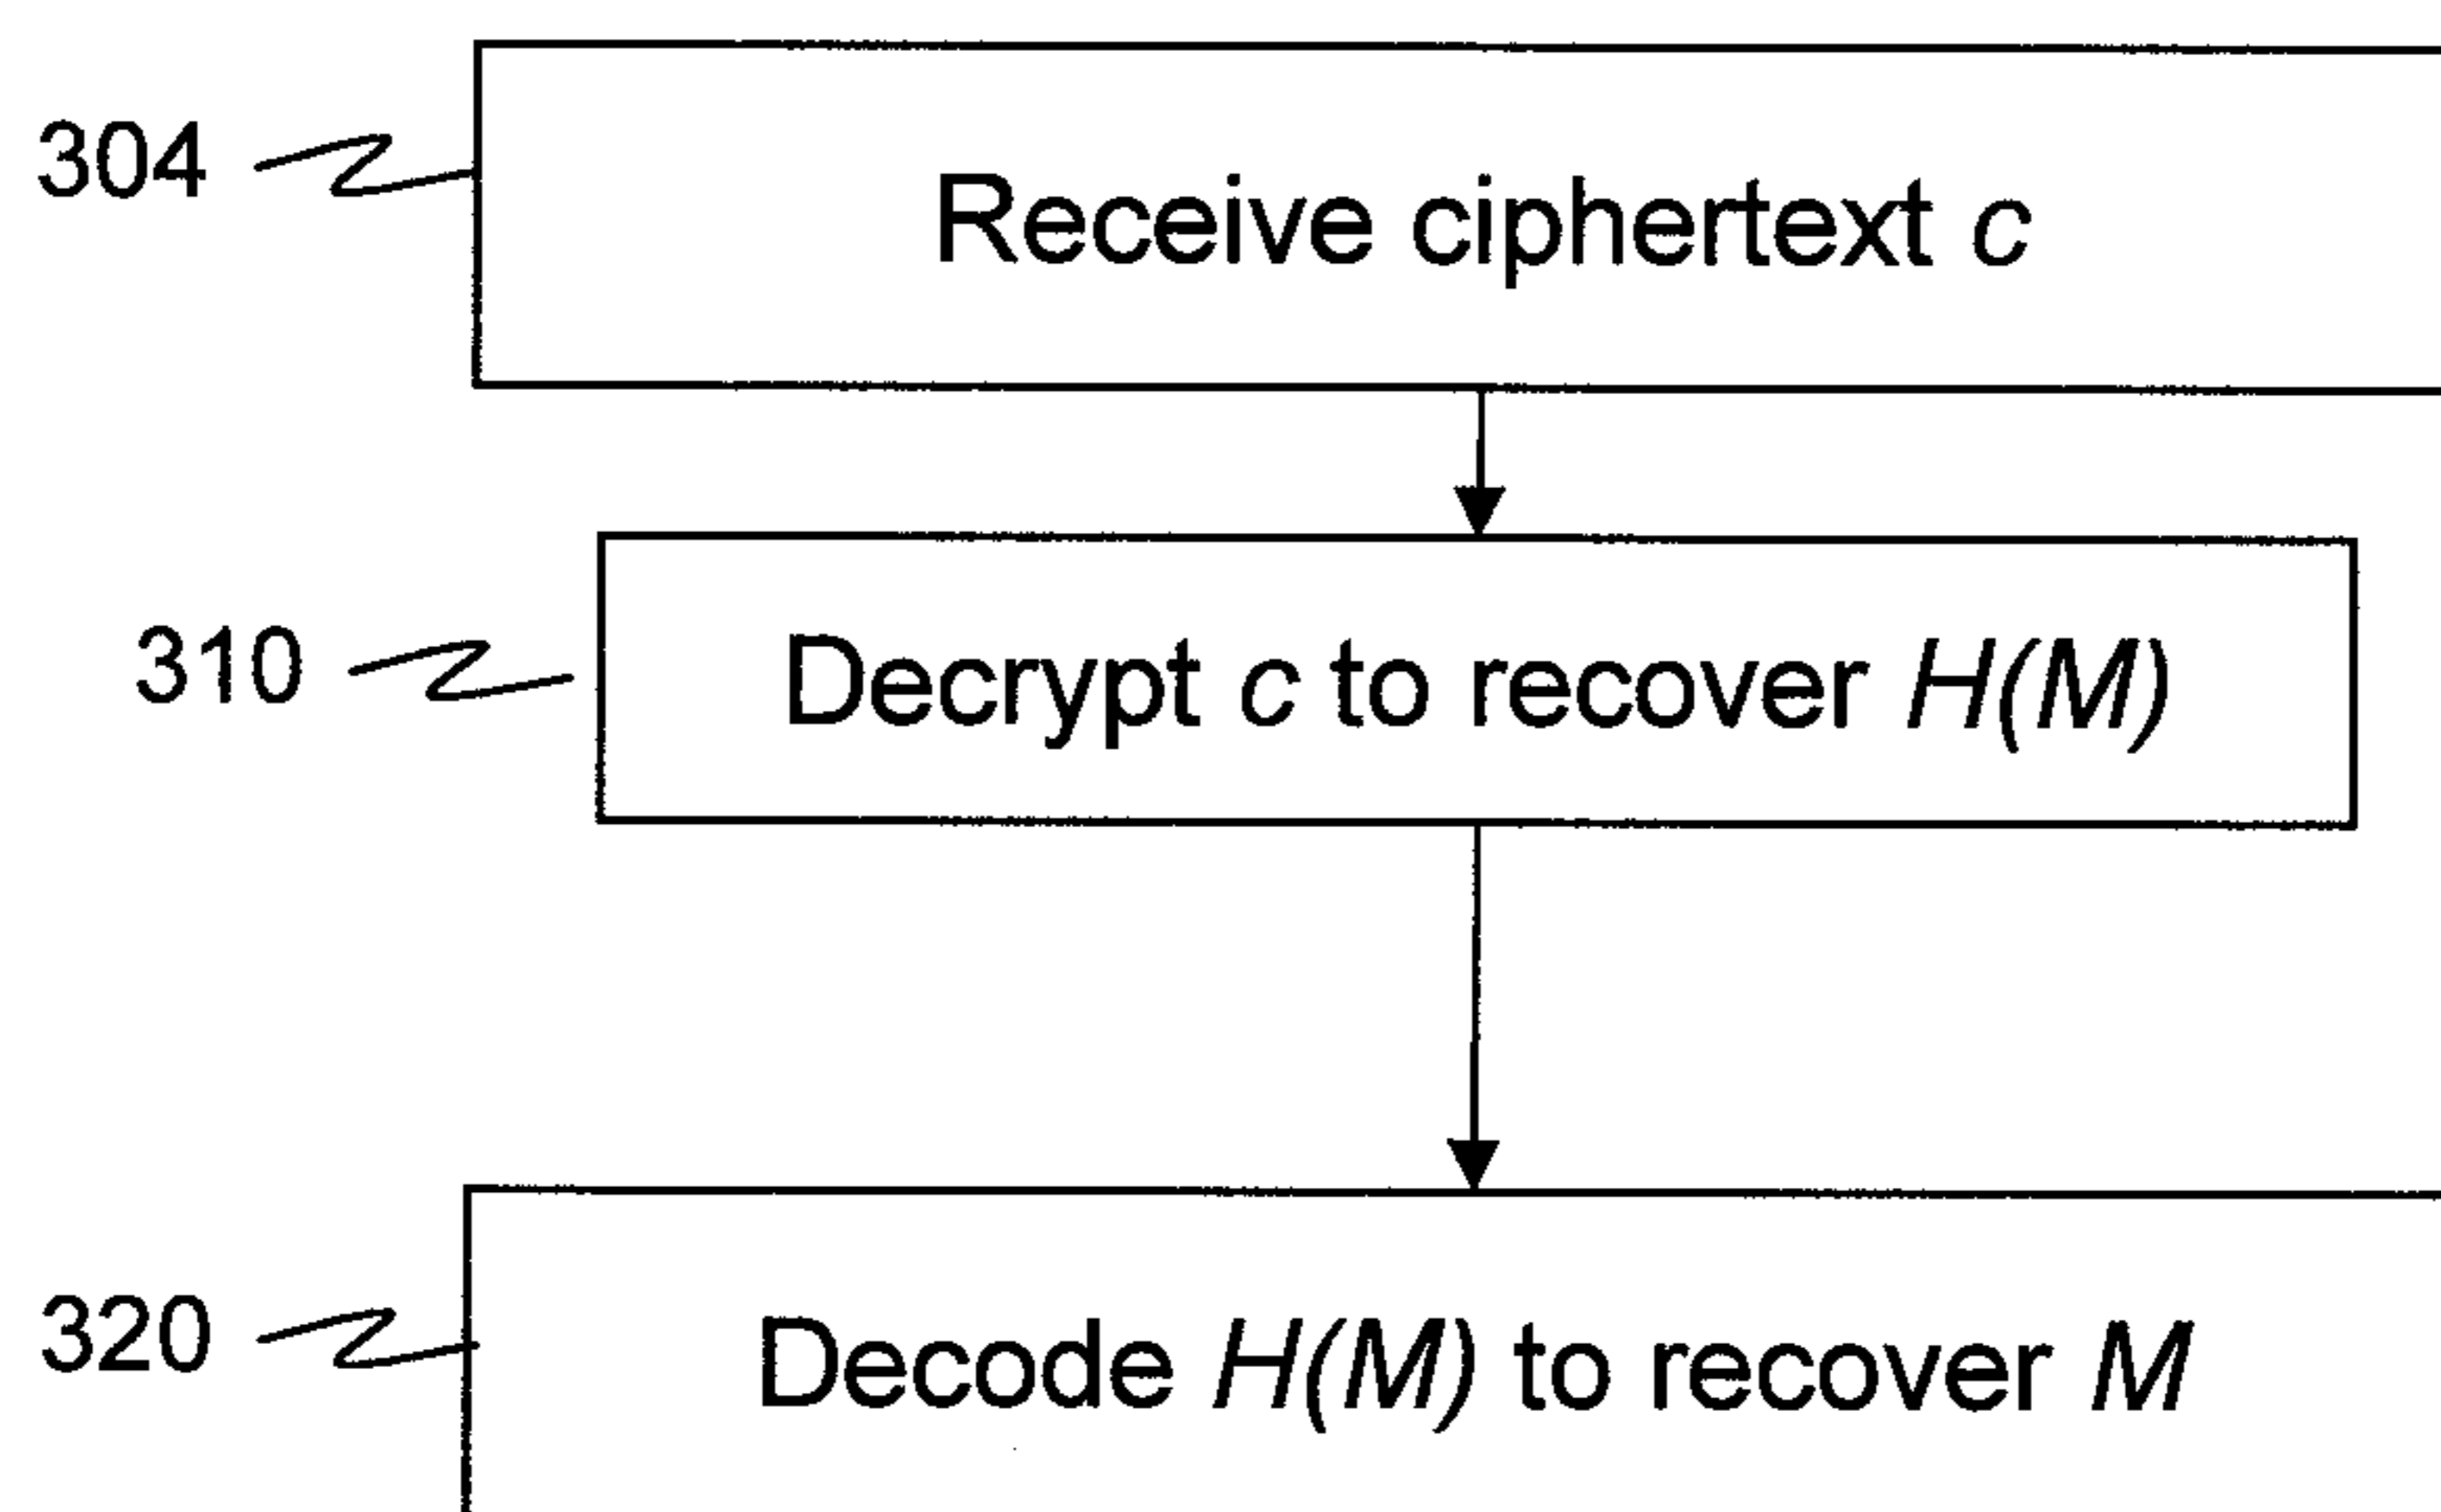 304
Receive ciphertext c
310
Decrypt c to recover H(M)
320
Decode H(M) to recover M